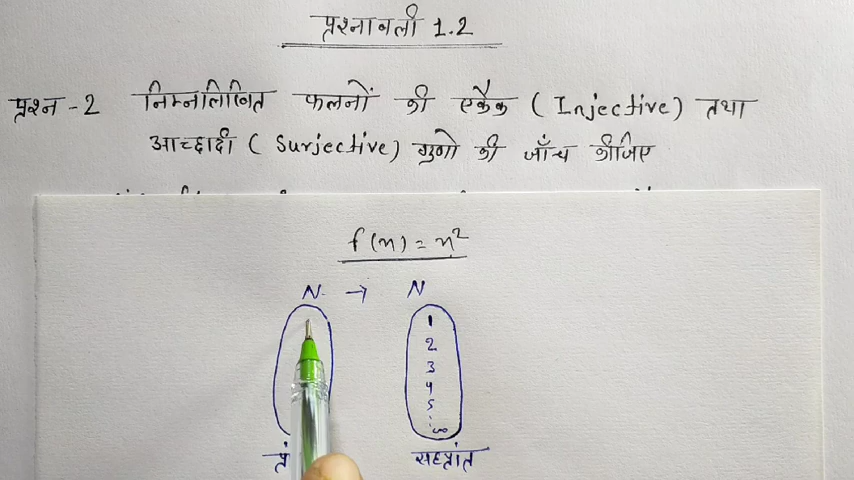 प्रश्नावली 1.2
प्रश्न -2 निम्नलिखित फलनों की एकैक (Injective) तथा
आच्छादी (Surjective) गुणो की जाँच कीजिए
f(x) = x²
N → N
1
2
3
4
5
⋮ ∞
सहप्रांत